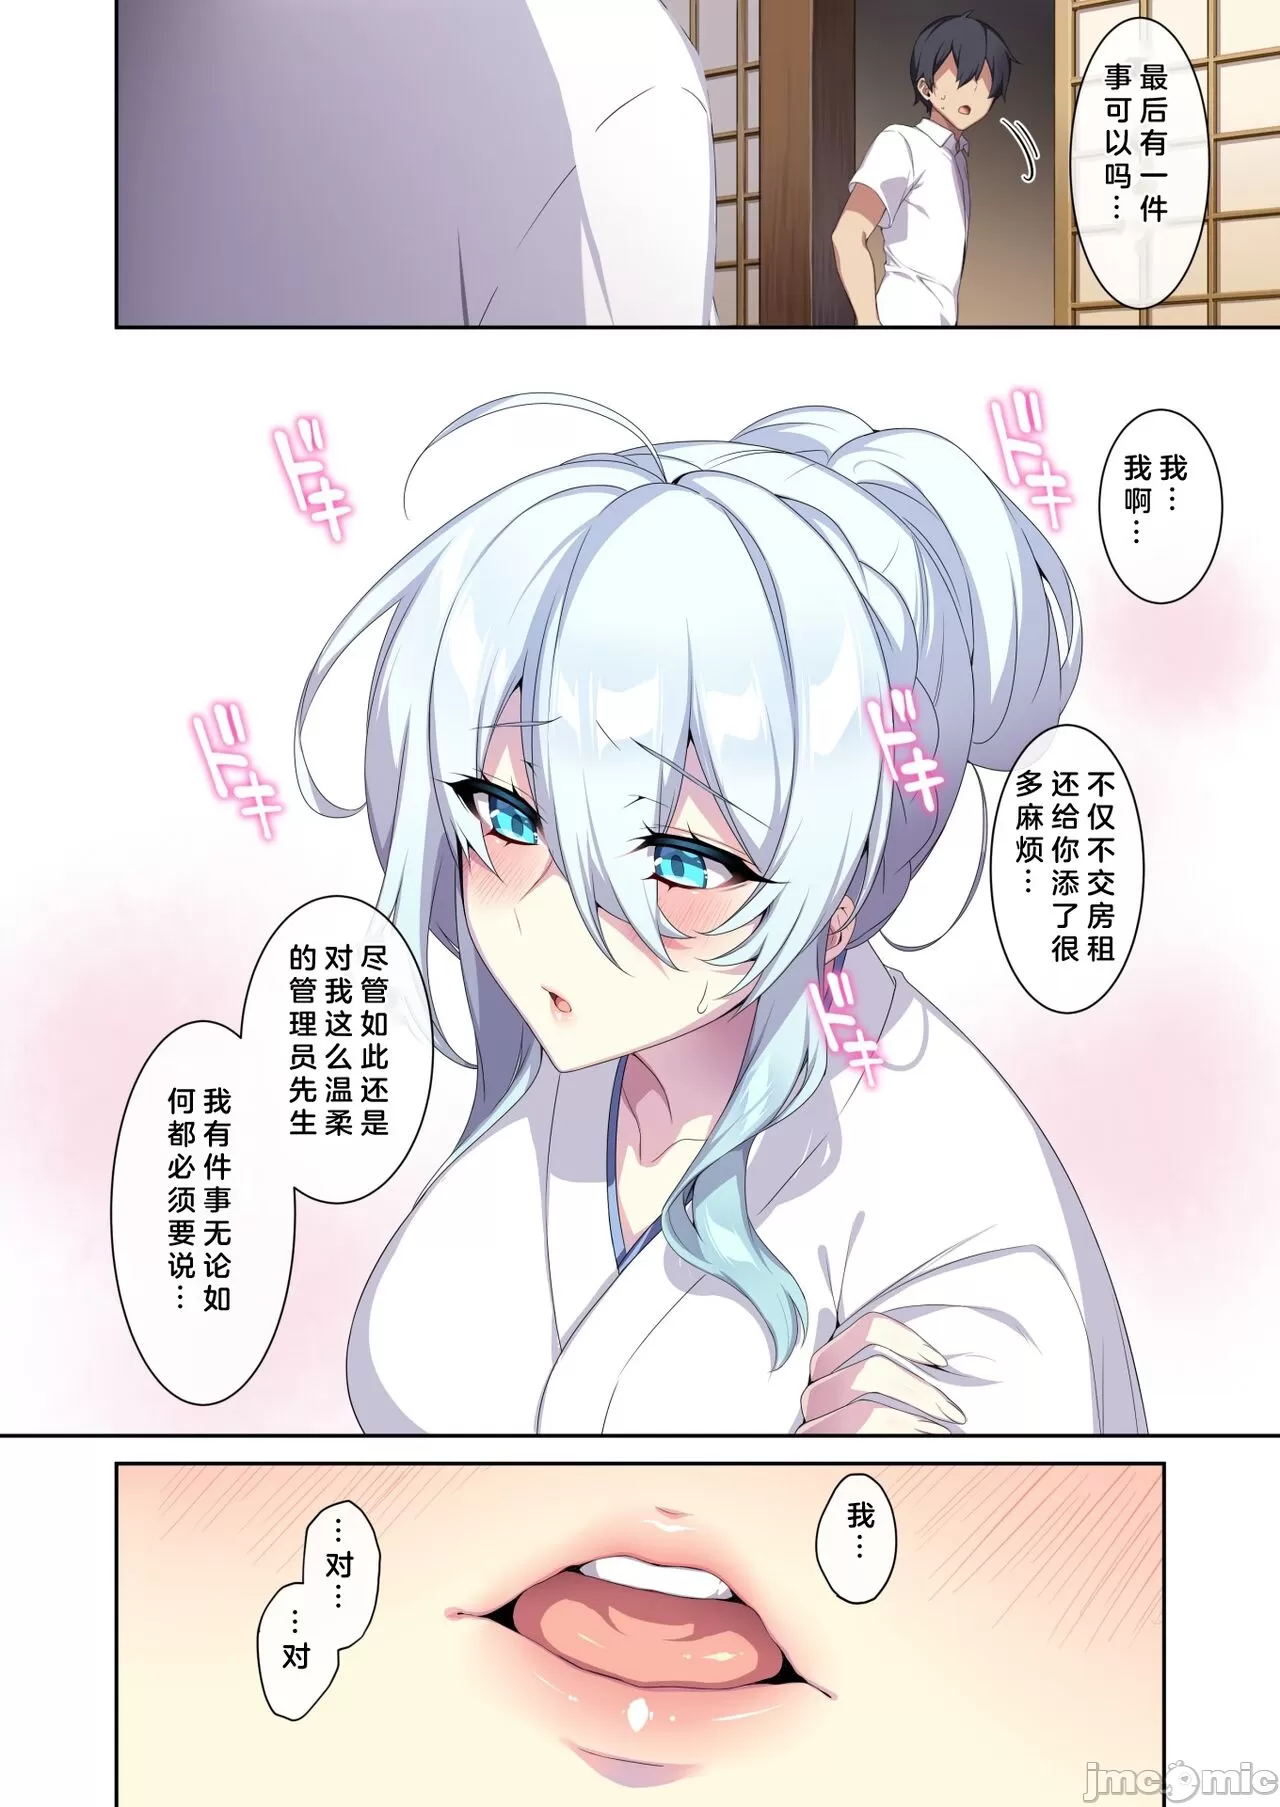 最后有一件
事可以吗…
我…
我啊…
ドキ
ドキ
不仅不交房租
还给你添了很
多麻烦…
ドキ
ドキ
ドキ
尽管如此还是
对我这么温柔
的管理员先生
我有件事无论如
何都必须要说…
我…
…对…
…对
jmcomic